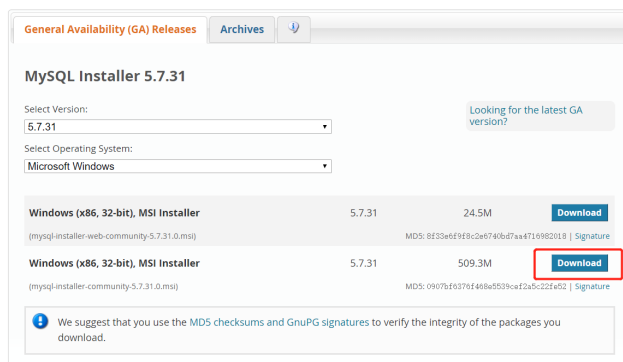 General Availability (GA) Releases
Archives
MySQL Installer 5.7.31
Select Version:
Looking for the latest GA
version?
5.7.31
Select Operating System:
Microsoft Windows
Windows (x86, 32-bit), MSI Installer 5.7.31 24.5M Download
(mysql-installer-web-community-5.7.31.0.msi) MD5: 8f33e6f9f8c2e6740bd7aa4716982018 | Signature
Windows (x86, 32-bit), MSI Installer 5.7.31 509.3M Download
(mysql-installer-community-5.7.31.0.msi) MD5: 0907bf6376f468e5539cef2a5c22fe52 | Signature
We suggest that you use the MD5 checksums and GnuPG signatures to verify the integrity of the packages you
download.